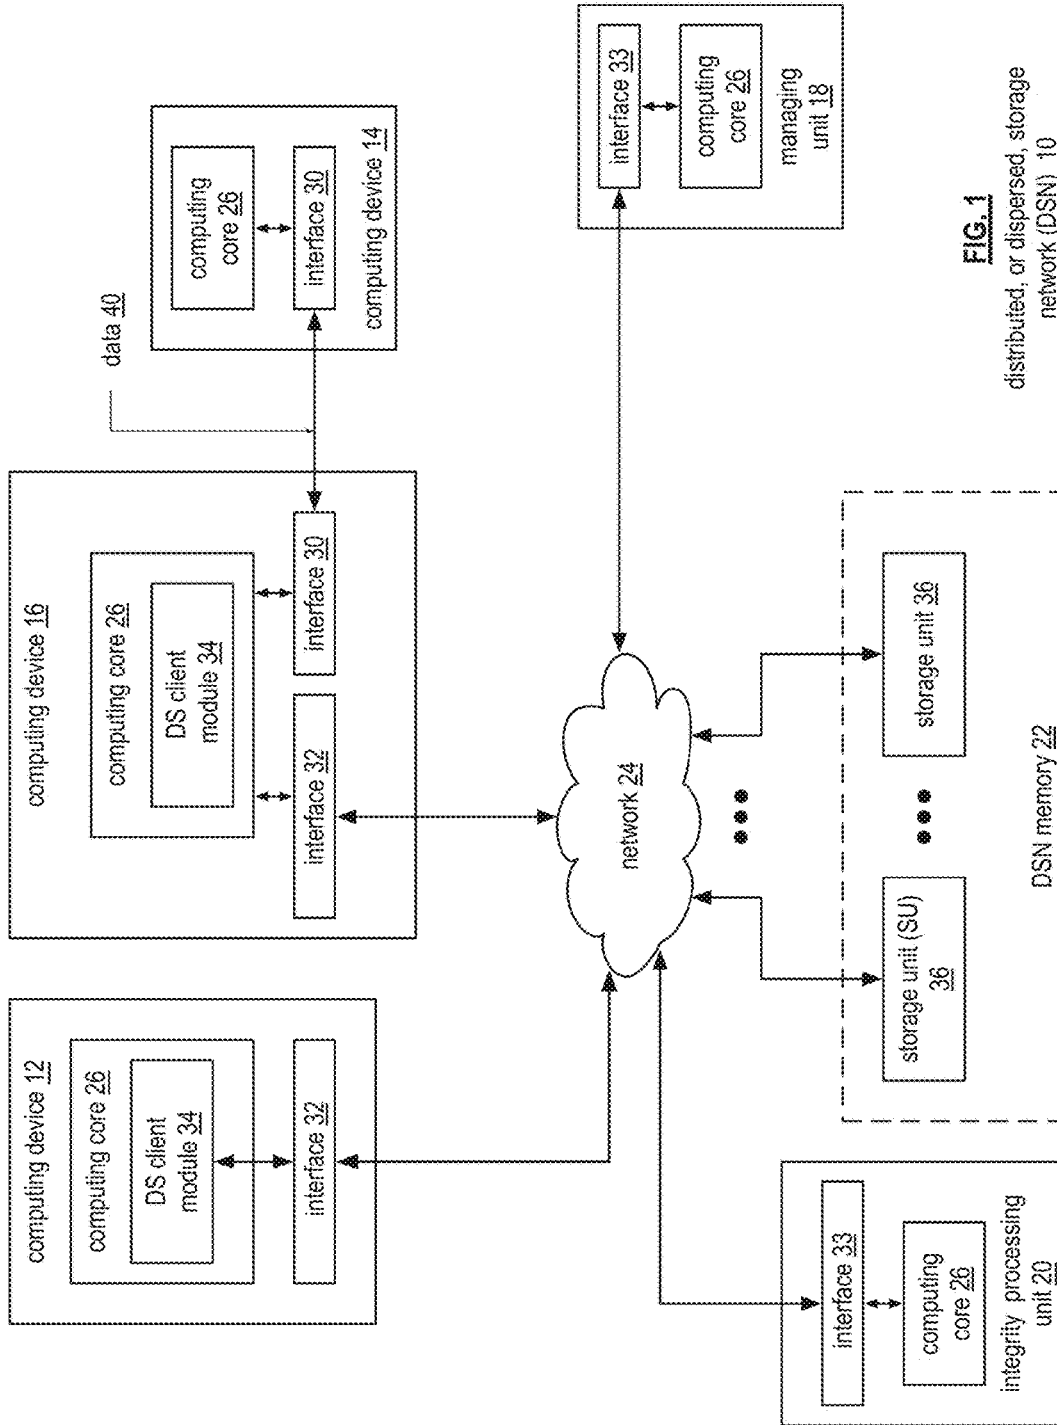 computing device 12
computing core 26
DS client
module 34
interface 32
computing device 16
computing core 26
DS client
module 34
interface 32
interface 30
data 40
computing
core 26
interface 30
computing device 14
network 24
interface 33
computing
core 26
managing
unit 18
interface 33
computing
core 26
integrity processing
unit 20
storage unit (SU)
36
storage unit 36
DSN memory 22
FIG. 1
distributed, or dispersed, storage
network (DSN) 10